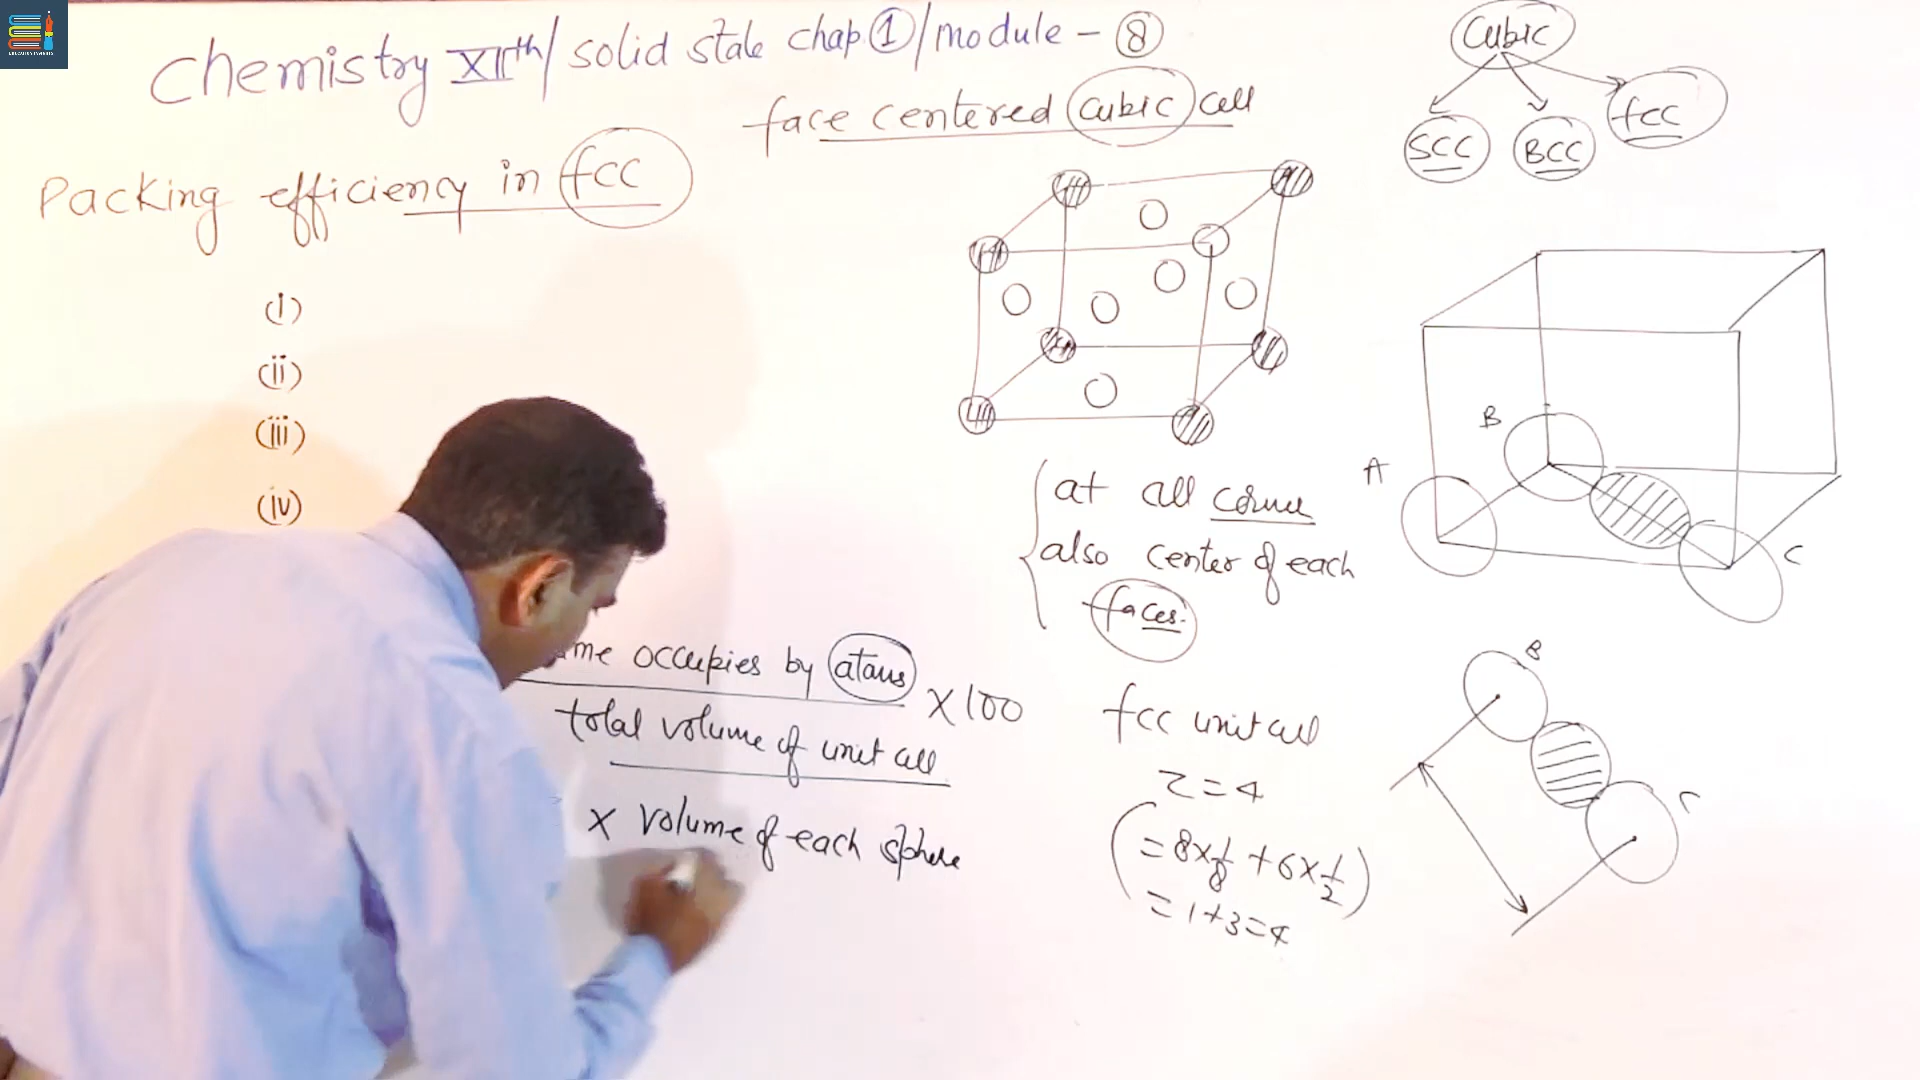 Chemistry XIIth/ solid state chap ①/module - ⑧
face centered cubic cell
Packing efficiency in fcc
(i)
(ii)
(iii)
(iv)
me occupies by atams × 100
total volume of unit cell
× volume of each sphere
at all corner
also center of each
faces.
fcc unit cell
Z = 4
= 8×1/8 + 6×1/2
= 1+3=4
Cubic
SCC BCC fcc
B
A
C
B
C